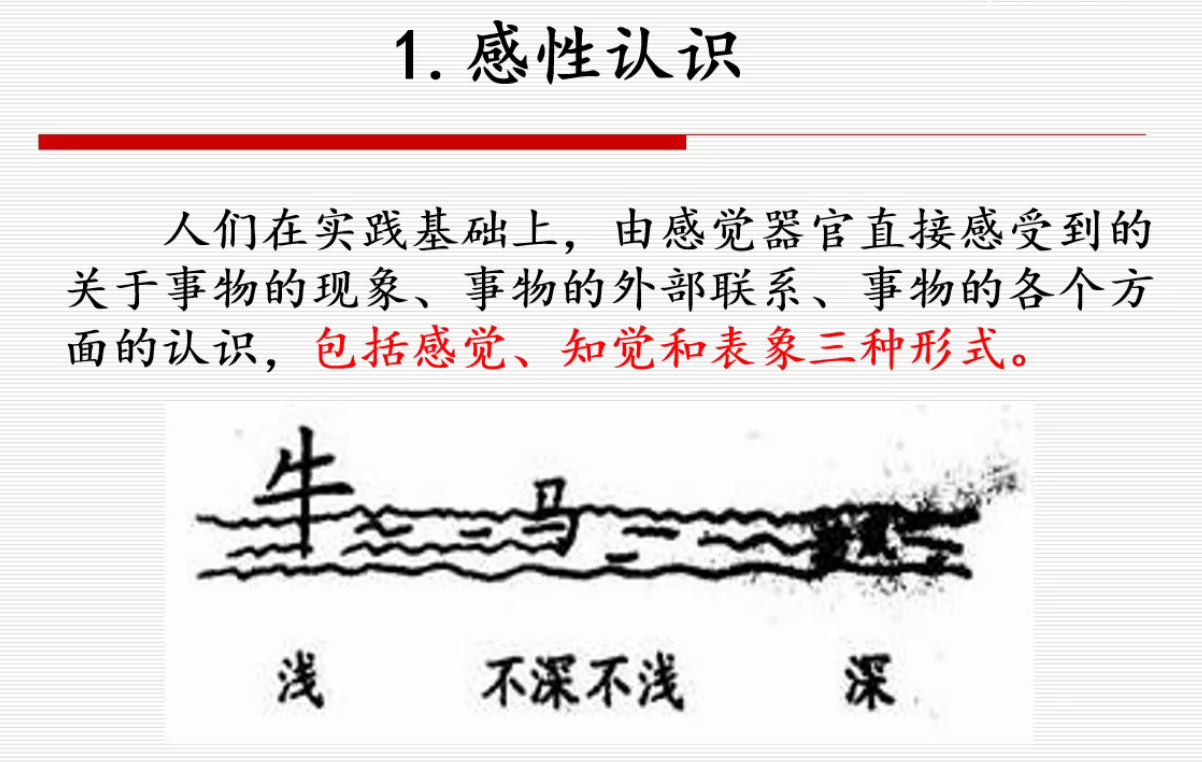 1. 感性认识
人们在实践基础上，由感觉器官直接感受到的
关于事物的现象、事物的外部联系、事物的各个方
面的认识，包括感觉、知觉和表象三种形式。
牛 马
浅 不深不浅 深